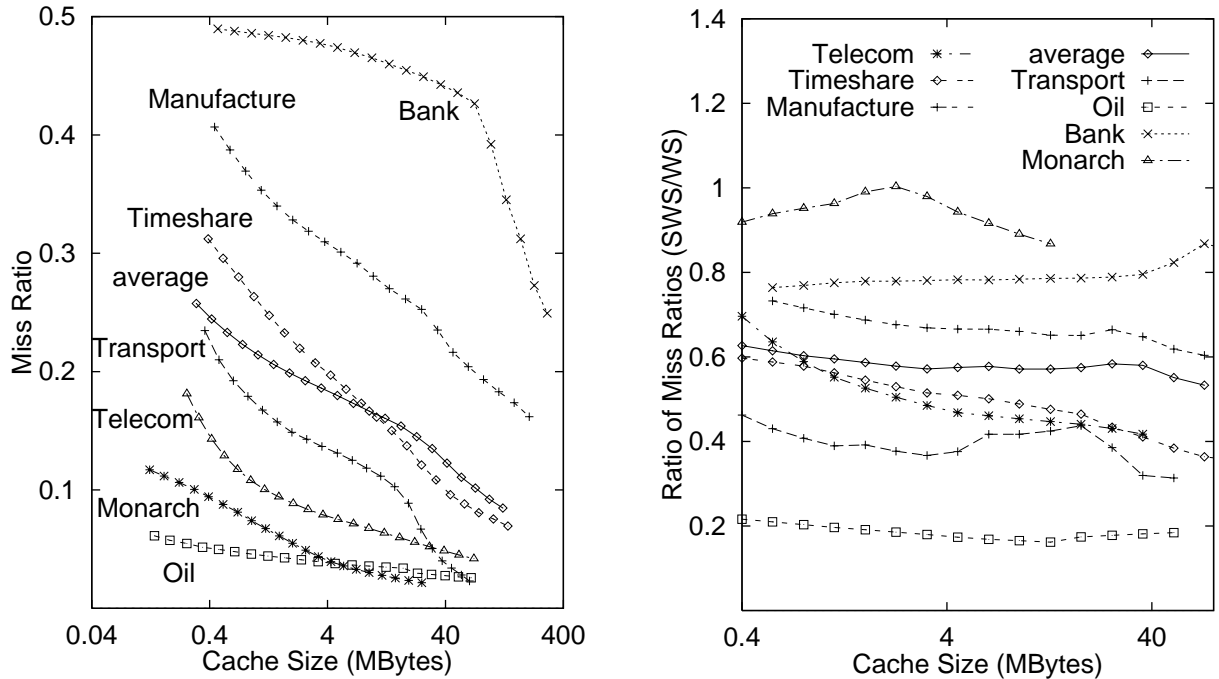 0.5
0.4
0.3
0.2
0.1
Miss Ratio
Manufacture
Bank
Timeshare
average
Transport
Telecom
Monarch
Oil
0.04 0.4 4 40 400
Cache Size (MBytes)
1.4
1.2
1
0.8
0.6
0.4
0.2
Ratio of Miss Ratios (SWS/WS)
Telecom
Timeshare
Manufacture
average
Transport
Oil
Bank
Monarch
0.4 4 40
Cache Size (MBytes)